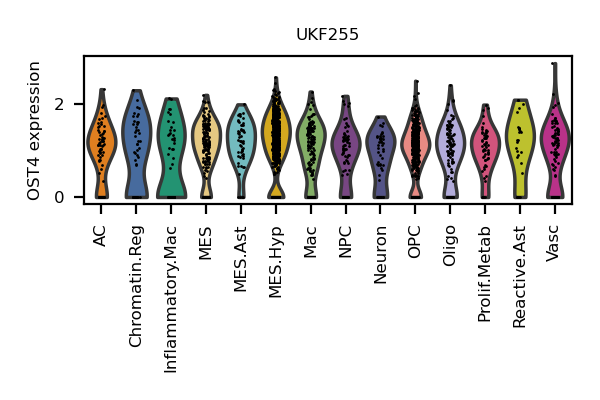 UKF255
OST4 expression
2
0
AC
Chromatin.Reg
Inflammatory.Mac
MES
MES.Ast
MES.Hyp
Mac
NPC
Neuron
OPC
Oligo
Prolif.Metab
Reactive.Ast
Vasc